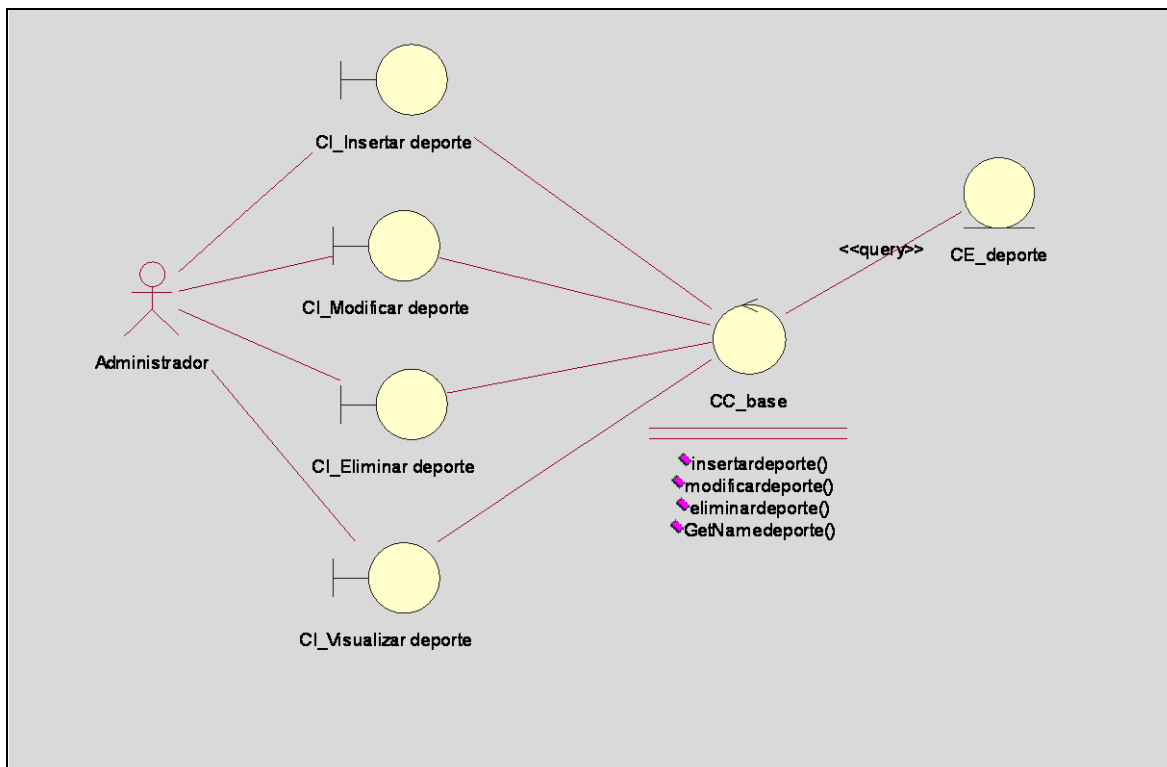 CI_Insertar deporte
CI_Modificar deporte
Administrador
CI_Eliminar deporte
CI_Visualizar deporte
CC_base
insertardeporte()
modificardeporte()
eliminardeporte()
GetNamedeporte()
<<query>>
CE_deporte